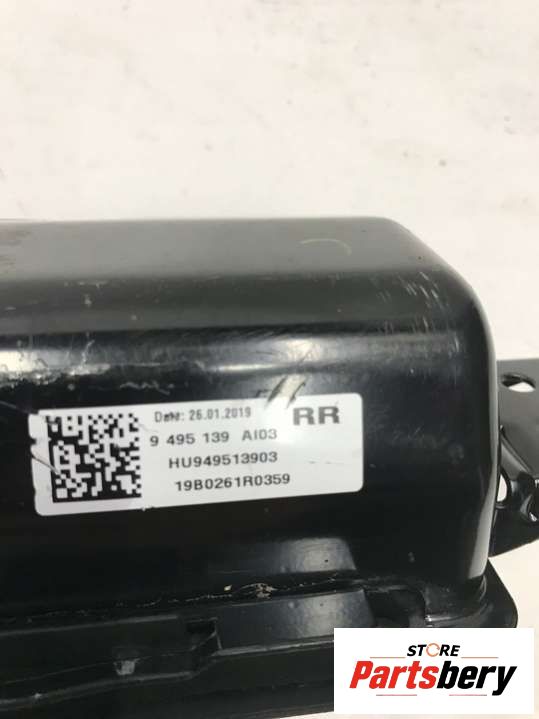 Date: 26.01.2019 RR
9 495 139 AI03
HU949513903
19B0261R0359
STORE
Partsbery